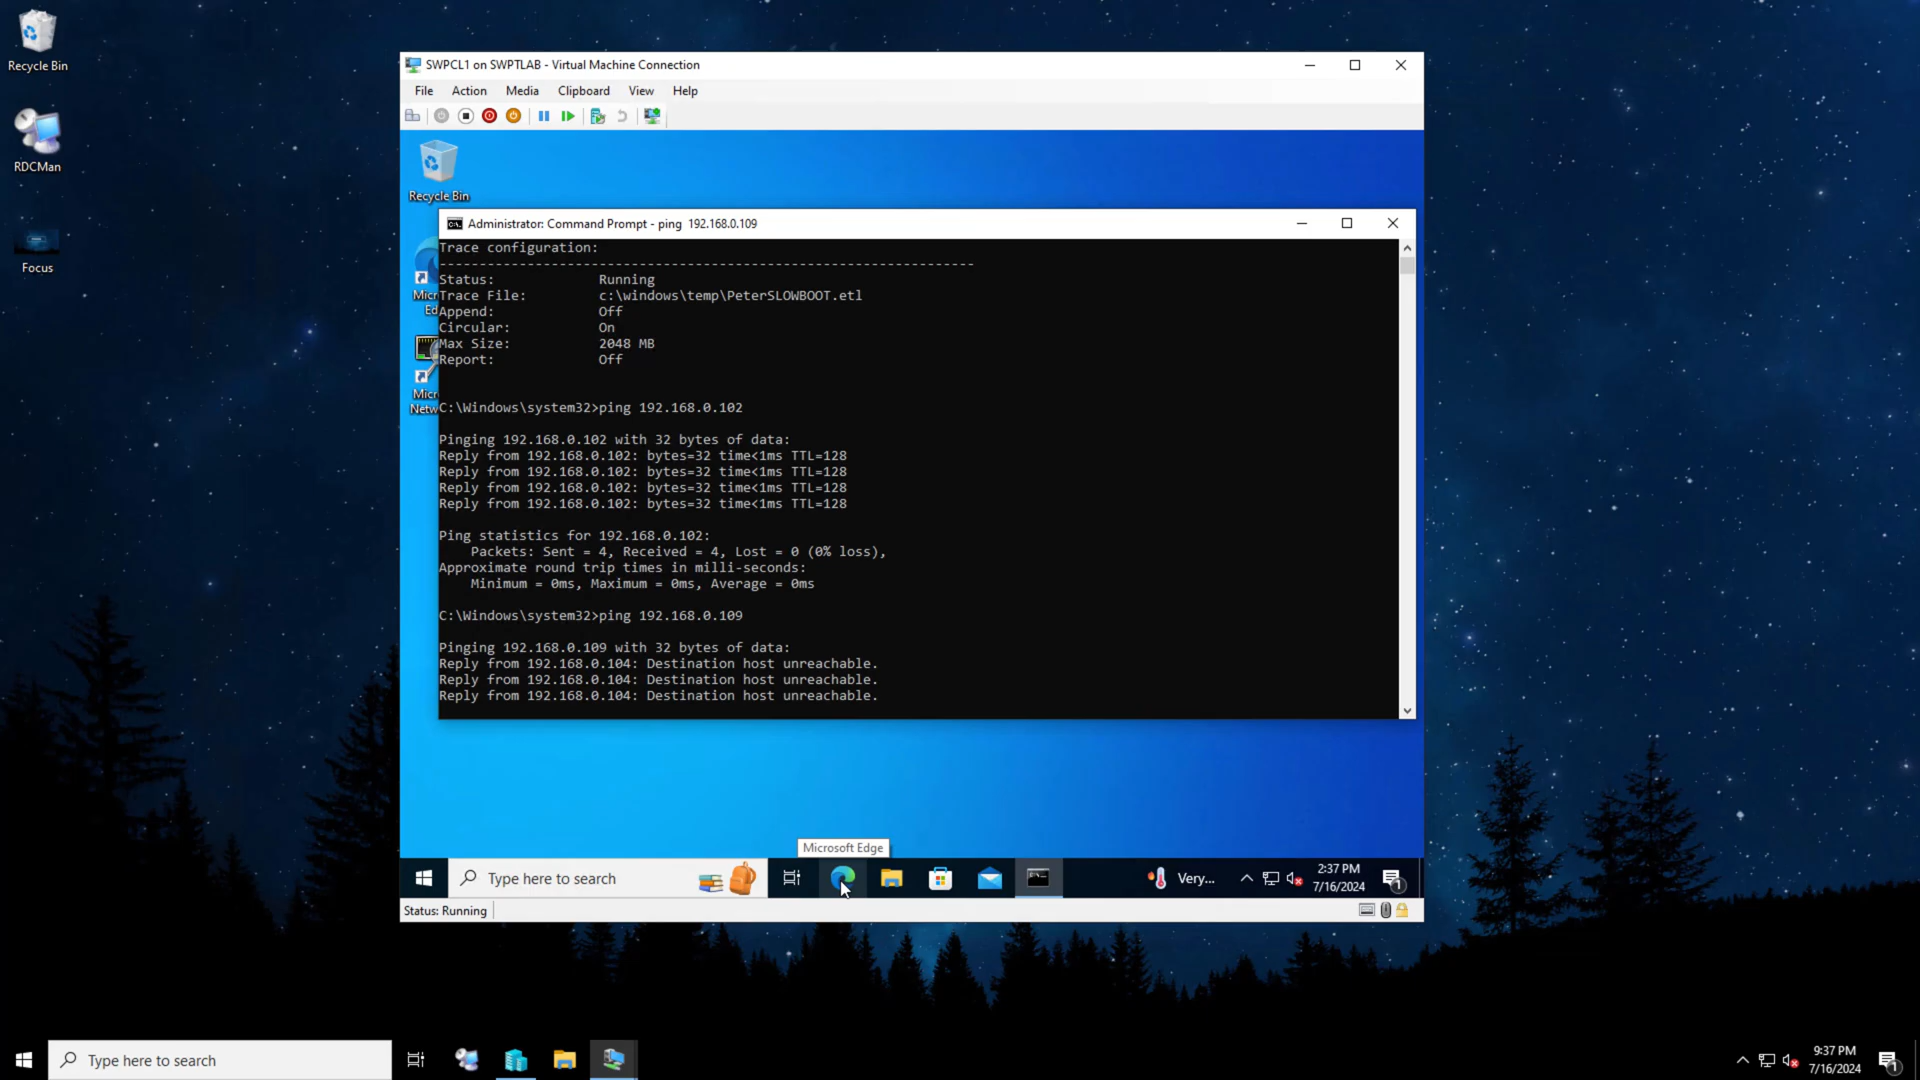 Recycle Bin
RDCMan
Focus
SWPCL1 on SWPTLAB - Virtual Machine Connection
File Action Media Clipboard View Help
Recycle Bin
Micr
Ed
Micr
Netw
Administrator: Command Prompt - ping 192.168.0.109
Trace configuration:
-------------------------------------------------------------------
Status: Running
Trace File: c:\windows\temp\PeterSLOWBOOT.etl
Append: Off
Circular: On
Max Size: 2048 MB
Report: Off
C:\Windows\system32>ping 192.168.0.102
Pinging 192.168.0.102 with 32 bytes of data:
Reply from 192.168.0.102: bytes=32 time<1ms TTL=128
Reply from 192.168.0.102: bytes=32 time<1ms TTL=128
Reply from 192.168.0.102: bytes=32 time<1ms TTL=128
Reply from 192.168.0.102: bytes=32 time<1ms TTL=128
Ping statistics for 192.168.0.102:
Packets: Sent = 4, Received = 4, Lost = 0 (0% loss),
Approximate round trip times in milli-seconds:
Minimum = 0ms, Maximum = 0ms, Average = 0ms
C:\Windows\system32>ping 192.168.0.109
Pinging 192.168.0.109 with 32 bytes of data:
Reply from 192.168.0.104: Destination host unreachable.
Reply from 192.168.0.104: Destination host unreachable.
Reply from 192.168.0.104: Destination host unreachable.
Microsoft Edge
Type here to search
Very...
2:37 PM
7/16/2024
1
Status: Running
Type here to search
9:37 PM
7/16/2024
1